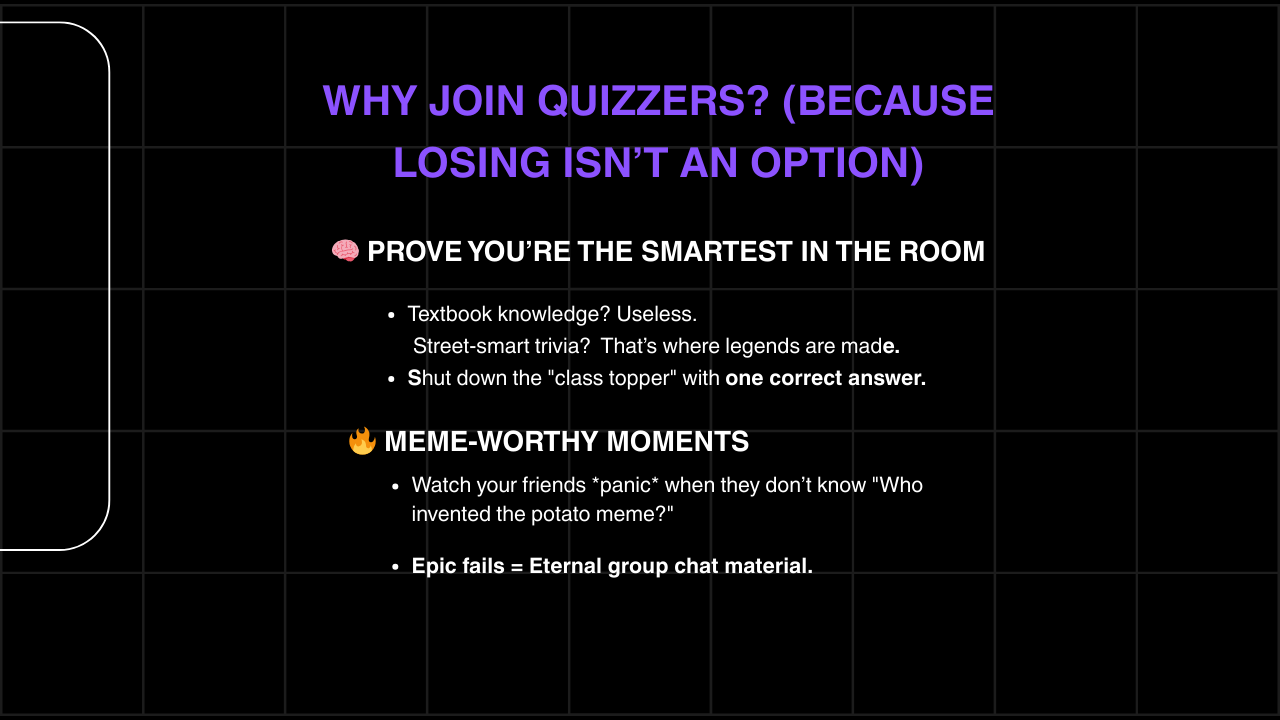 WHY JOIN QUIZZERS? (BECAUSE
LOSING ISN’T AN OPTION)
🧠 PROVE YOU’RE THE SMARTEST IN THE ROOM
• Textbook knowledge? Useless.
Street-smart trivia? That’s where legends are made.
• Shut down the "class topper" with one correct answer.
🔥 MEME-WORTHY MOMENTS
• Watch your friends *panic* when they don’t know "Who
invented the potato meme?"
• Epic fails = Eternal group chat material.